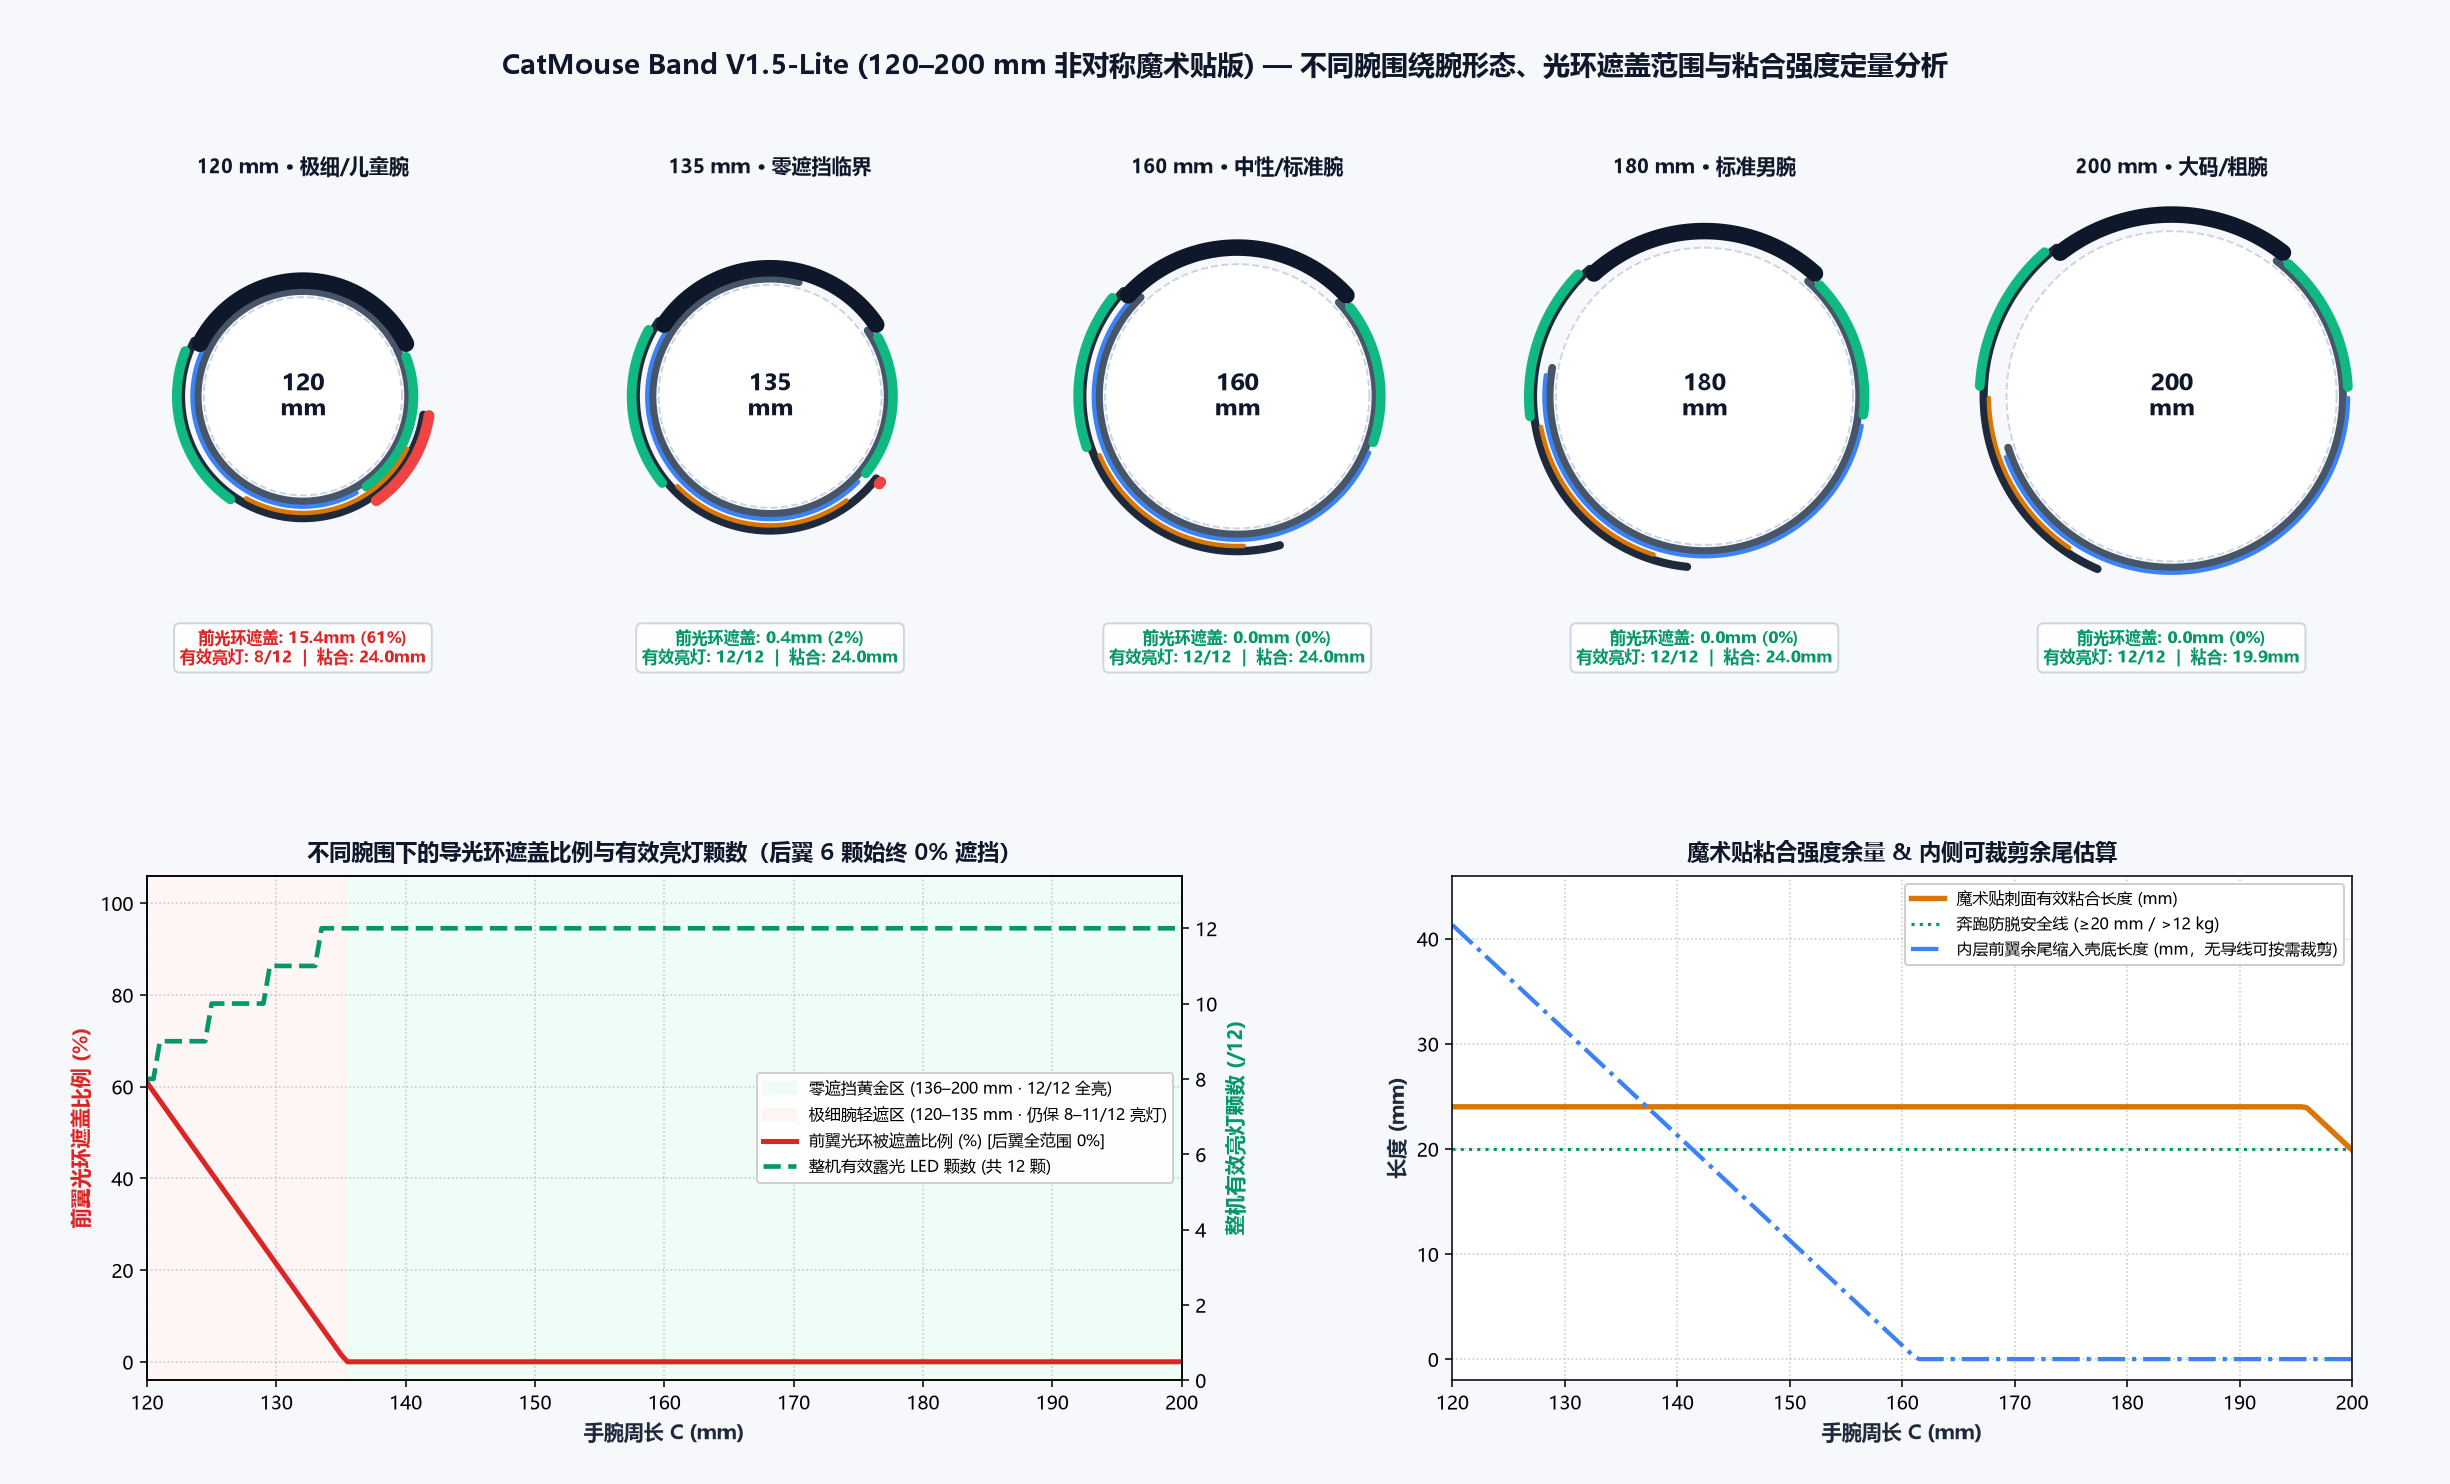 CatMouse Band V1.5-Lite (120–200 mm 非对称魔术贴版) — 不同腕围绕腕形态、光环遮盖范围与粘合强度定量分析
120 mm • 极细/儿童腕
135 mm • 零遮挡临界
160 mm • 中性/标准腕
180 mm • 标准男腕
200 mm • 大码/粗腕
120
mm
135
mm
160
mm
180
mm
200
mm
前光环遮盖: 15.4mm (61%)
有效亮灯: 8/12 | 粘合: 24.0mm
前光环遮盖: 0.4mm (2%)
有效亮灯: 12/12 | 粘合: 24.0mm
前光环遮盖: 0.0mm (0%)
有效亮灯: 12/12 | 粘合: 24.0mm
前光环遮盖: 0.0mm (0%)
有效亮灯: 12/12 | 粘合: 24.0mm
前光环遮盖: 0.0mm (0%)
有效亮灯: 12/12 | 粘合: 19.9mm
不同腕围下的导光环遮盖比例与有效亮灯颗数（后翼 6 颗始终 0% 遮挡）
前翼光环遮盖比例 (%)
100
80
60
40
20
0
零遮挡黄金区 (136–200 mm · 12/12 全亮)
极细腕轻遮区 (120–135 mm · 仍保 8–11/12 亮灯)
前翼光环被遮盖比例 (%) [后翼全范围 0%]
整机有效露光 LED 颗数 (共 12 颗)
12
10
8
6
4
2
0
整机有效亮灯颗数 (/12)
120 130 140 150 160 170 180 190 200
手腕周长 C (mm)
魔术贴粘合强度余量 & 内侧可裁剪余尾估算
长度 (mm)
40
30
20
10
0
魔术贴刺面有效粘合长度 (mm)
奔跑防脱安全线 (≥20 mm / >12 kg)
内层前翼余尾缩入壳底长度 (mm，无导线可按需裁剪)
120 130 140 150 160 170 180 190 200
手腕周长 C (mm)